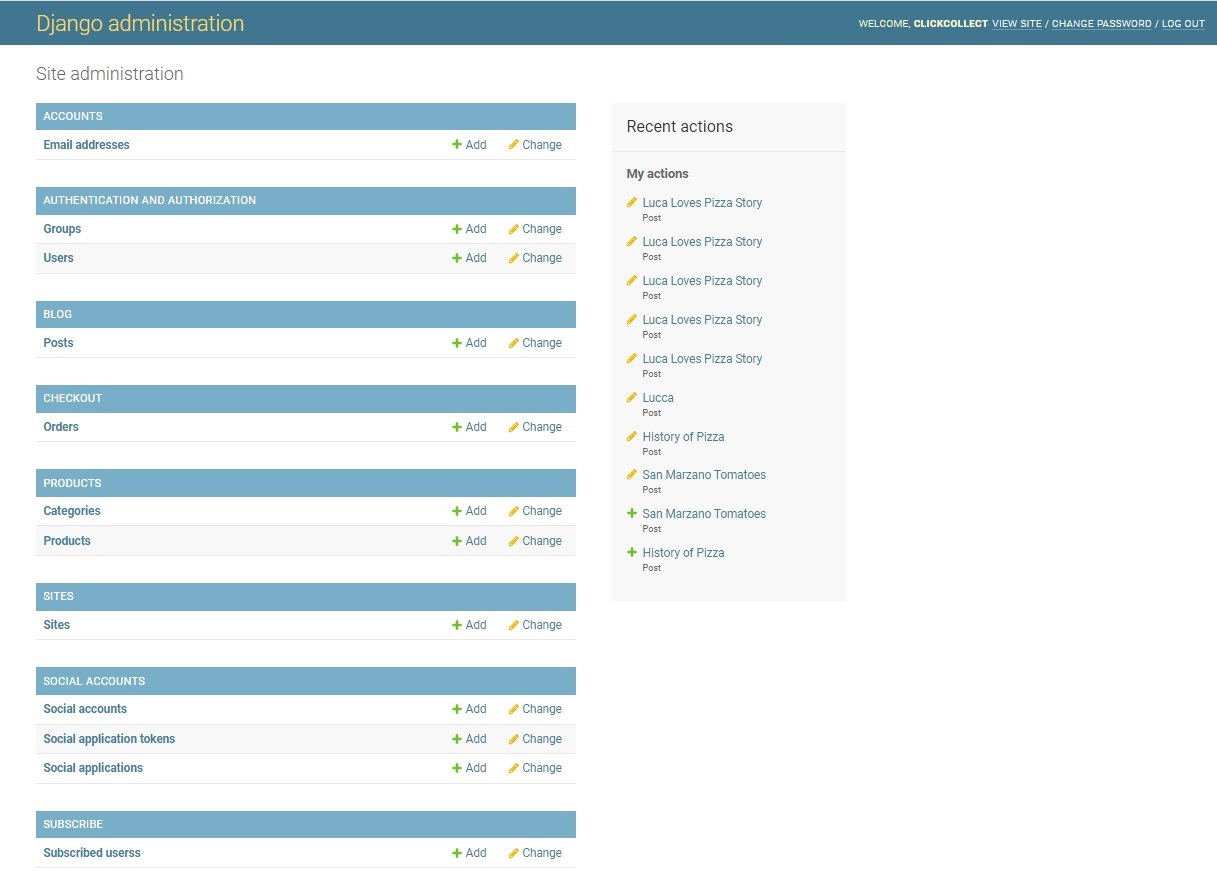 Django administration
WELCOME, CLICKCOLLECT VIEW SITE / CHANGE PASSWORD / LOG OUT
Site administration
ACCOUNTS
Email addresses Add Change
AUTHENTICATION AND AUTHORIZATION
Groups Add Change
Users Add Change
BLOG
Posts Add Change
CHECKOUT
Orders Add Change
PRODUCTS
Categories Add Change
Products Add Change
SITES
Sites Add Change
SOCIAL ACCOUNTS
Social accounts Add Change
Social application tokens Add Change
Social applications Add Change
SUBSCRIBE
Subscribed userss Add Change
Recent actions
My actions
Luca Loves Pizza Story
Post
Luca Loves Pizza Story
Post
Luca Loves Pizza Story
Post
Luca Loves Pizza Story
Post
Luca Loves Pizza Story
Post
Lucca
Post
History of Pizza
Post
San Marzano Tomatoes
Post
San Marzano Tomatoes
Post
History of Pizza
Post